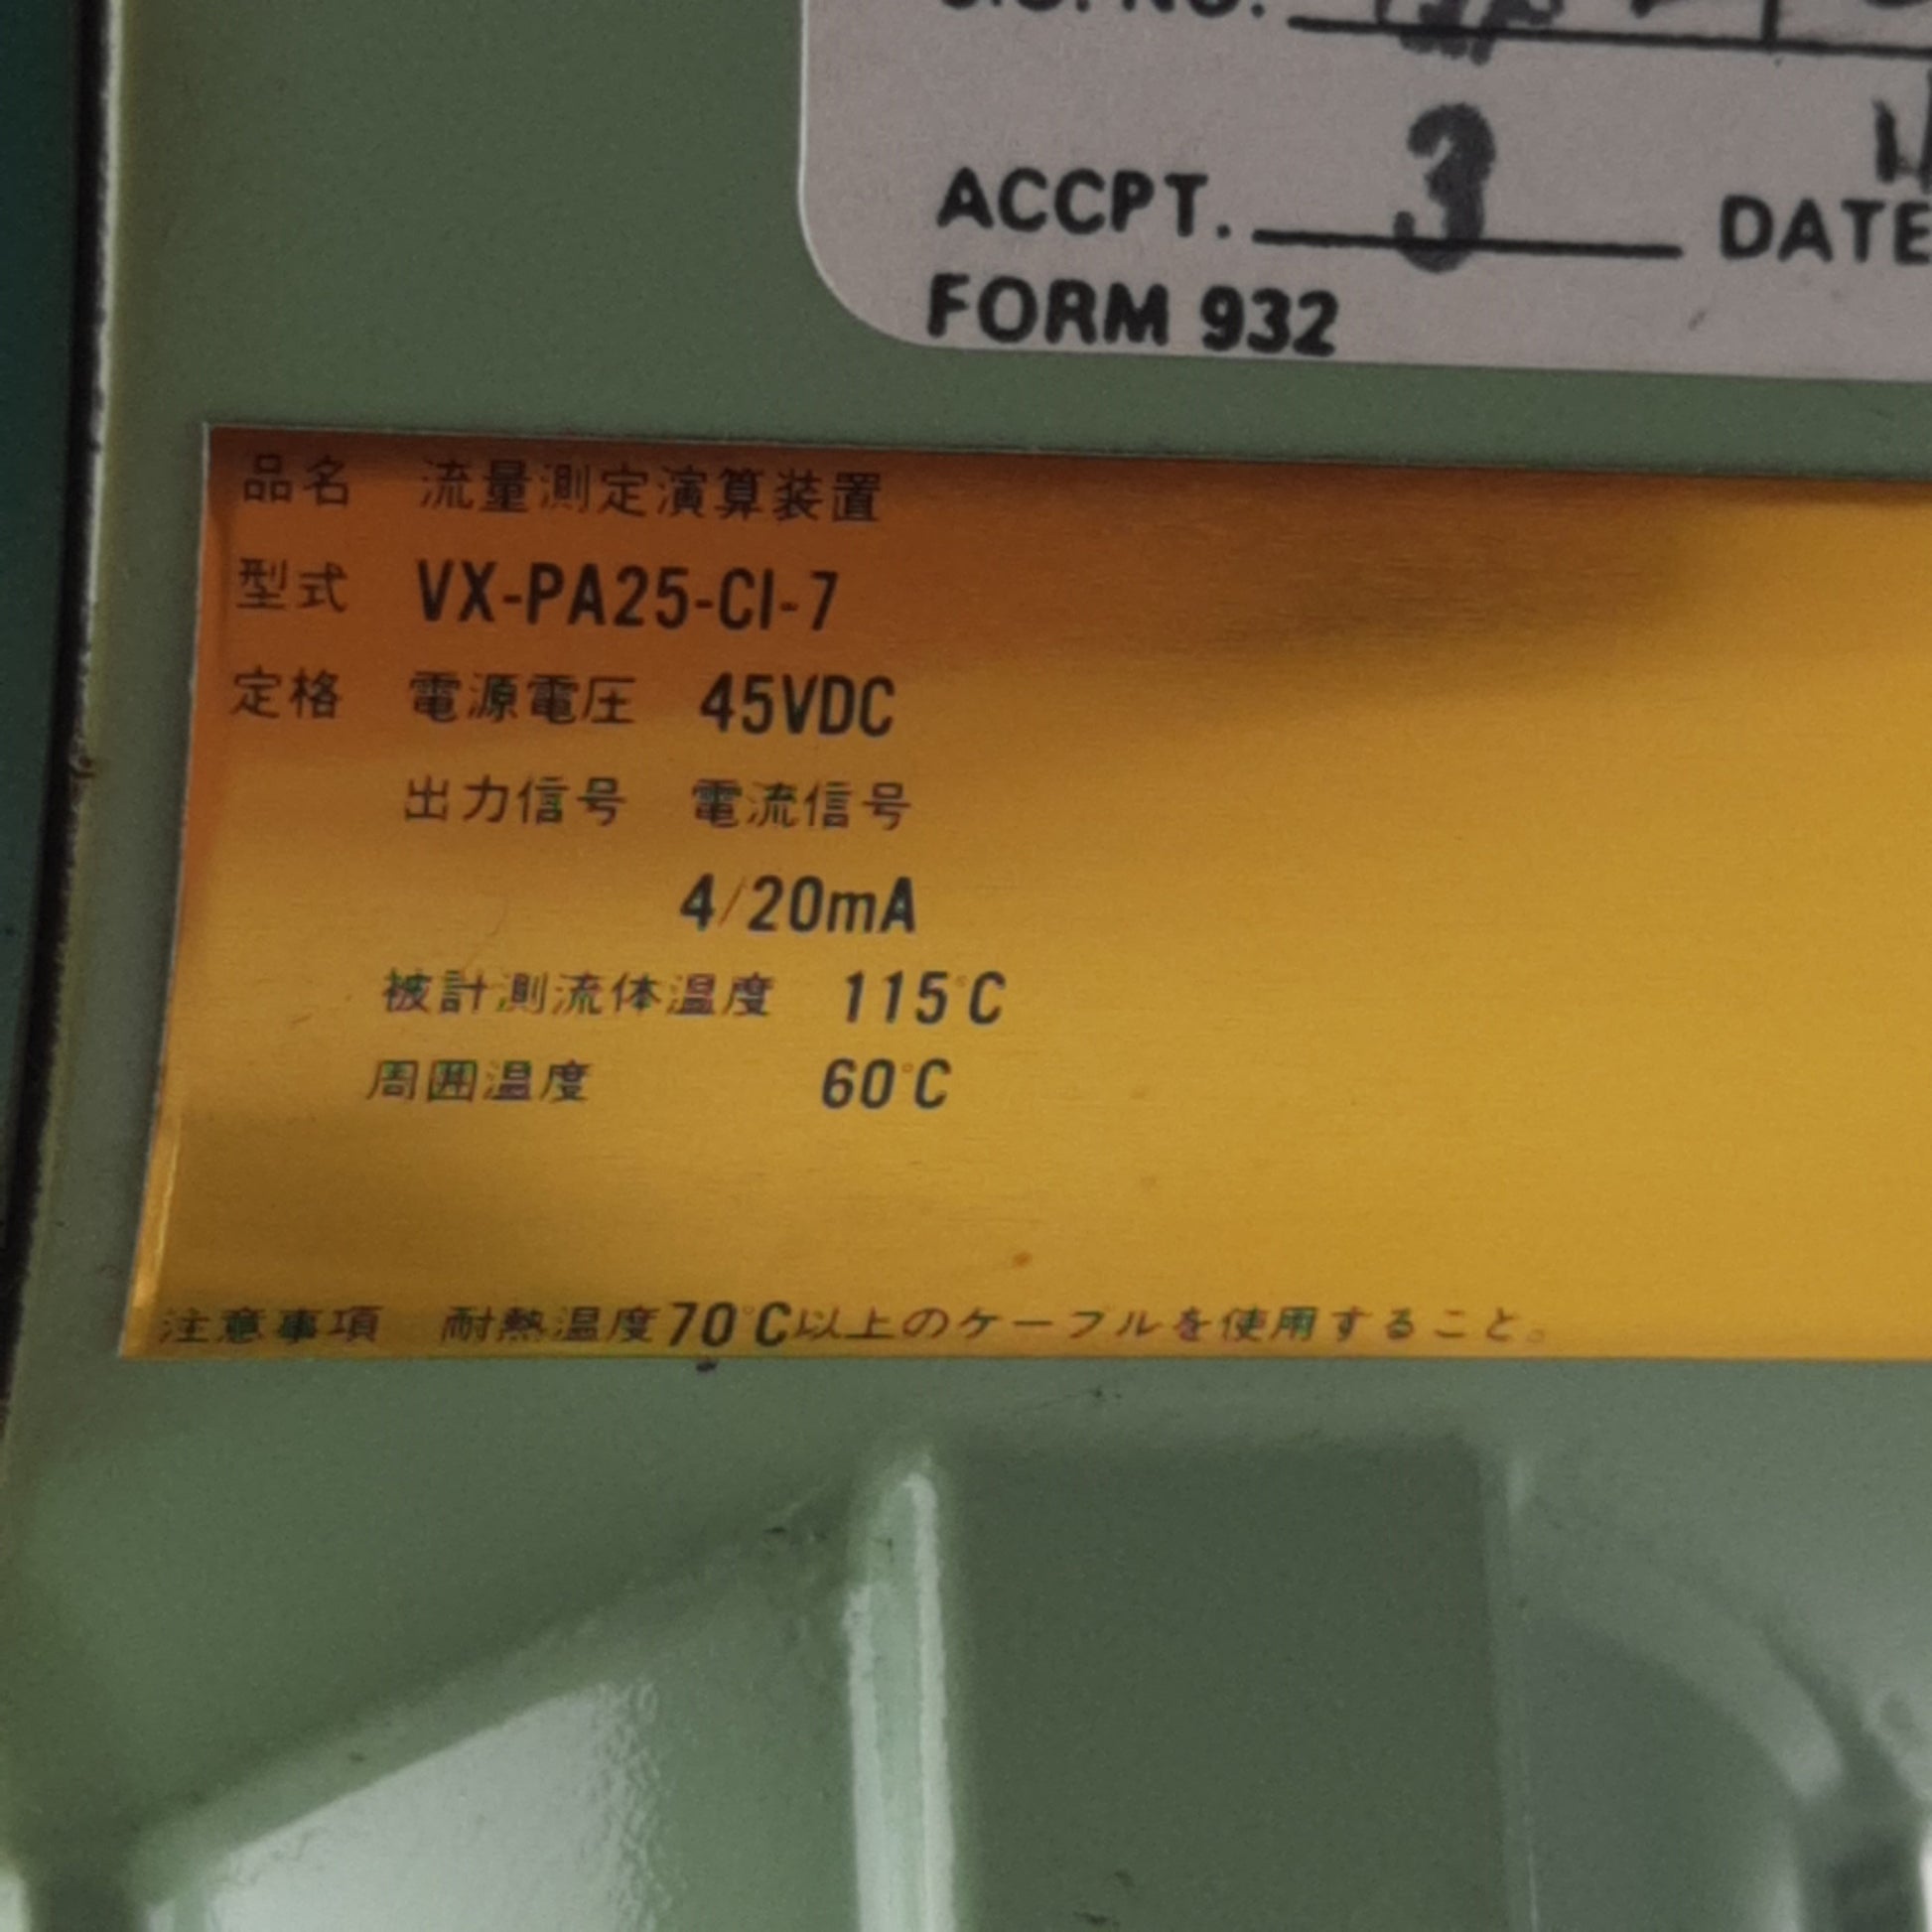 ACCPT. 3 DATE
FORM 932
品名 流量測定演算装置
型式 VX-PA25-CI-7
定格 電源電圧 45VDC
出力信号 電流信号
4/20mA
被計測流体温度 115°C
周囲温度 60°C
注意事項 耐熱温度70°C以上のケーブルを使用すること。